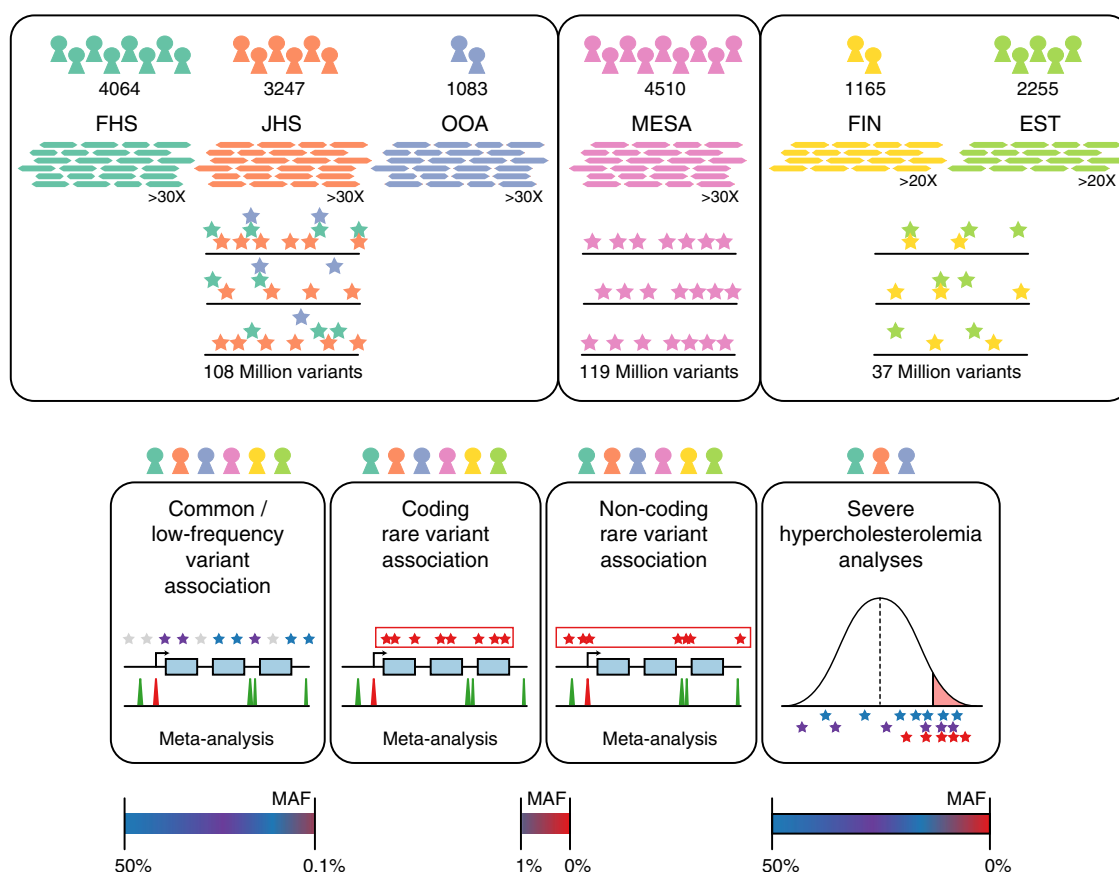 4064 3247 1083 4510 1165 2255
FHS JHS OOA MESA FIN EST
>30X >30X >30X >30X >20X >20X
108 Million variants 119 Million variants 37 Million variants
Common /
low-frequency
variant
association
Meta-analysis
Coding
rare variant
association
Meta-analysis
Non-coding
rare variant
association
Meta-analysis
Severe
hypercholesterolemia
analyses
MAF
50% 0.1%
MAF
1% 0%
MAF
50% 0%